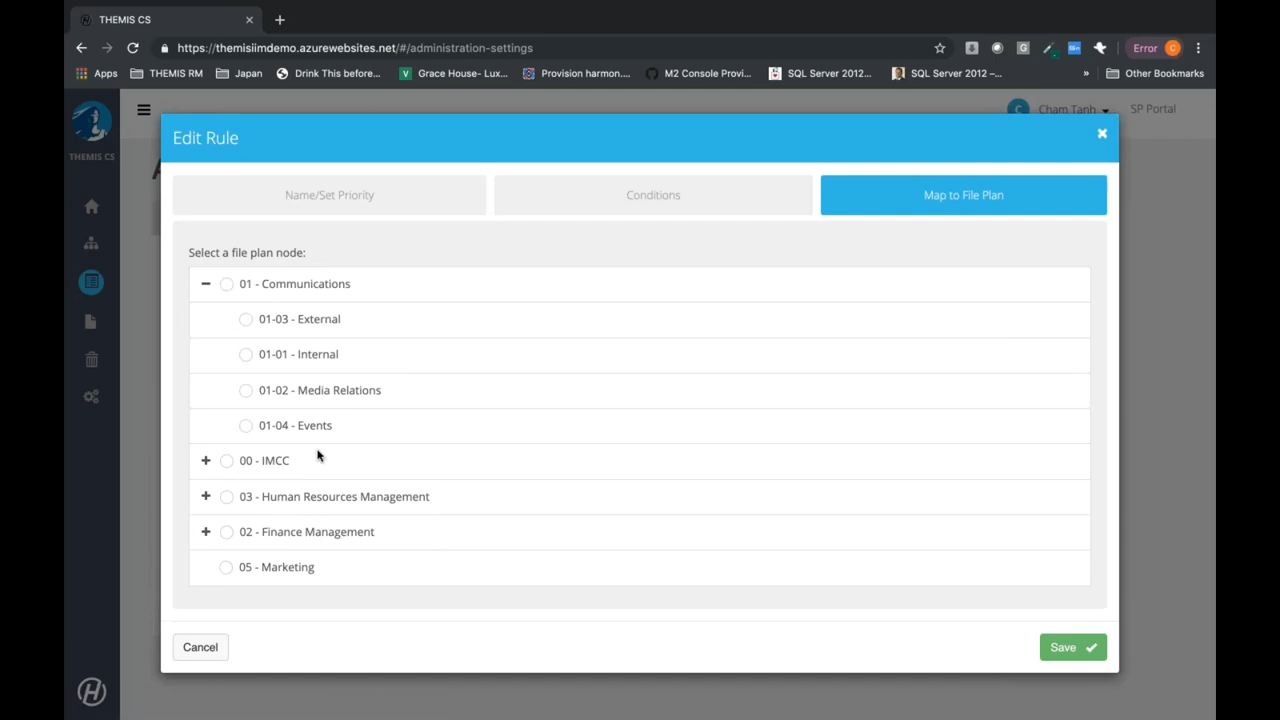 THEMIS CS
https://themisiimdemo.azurewebsites.net/#/administration-settings
Error C
Apps THEMIS RM Japan Drink This before... Grace House- Lux... Provision harmon.... M2 Console Provi... SQL Server 2012... SQL Server 2012 –... » Other Bookmarks
C Cham Tanh SP Portal
THEMIS CS
Edit Rule
Name/Set Priority Conditions Map to File Plan
Select a file plan node:
01 - Communications
01-03 - External
01-01 - Internal
01-02 - Media Relations
01-04 - Events
00 - IMCC
03 - Human Resources Management
02 - Finance Management
05 - Marketing
Cancel Save